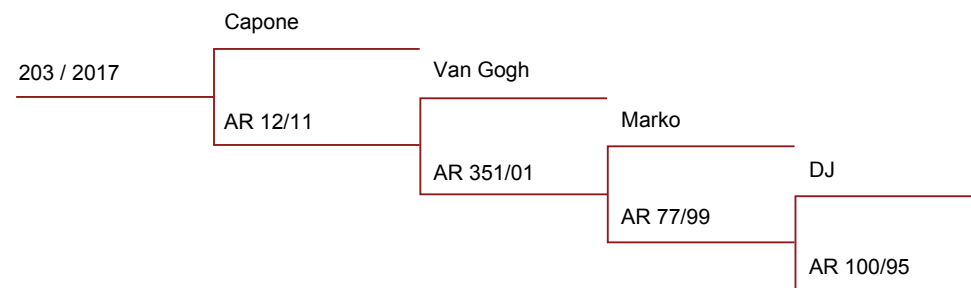 Capone
203 / 2017
Van Gogh
AR 12/11
Marko
AR 351/01
DJ
AR 77/99
AR 100/95